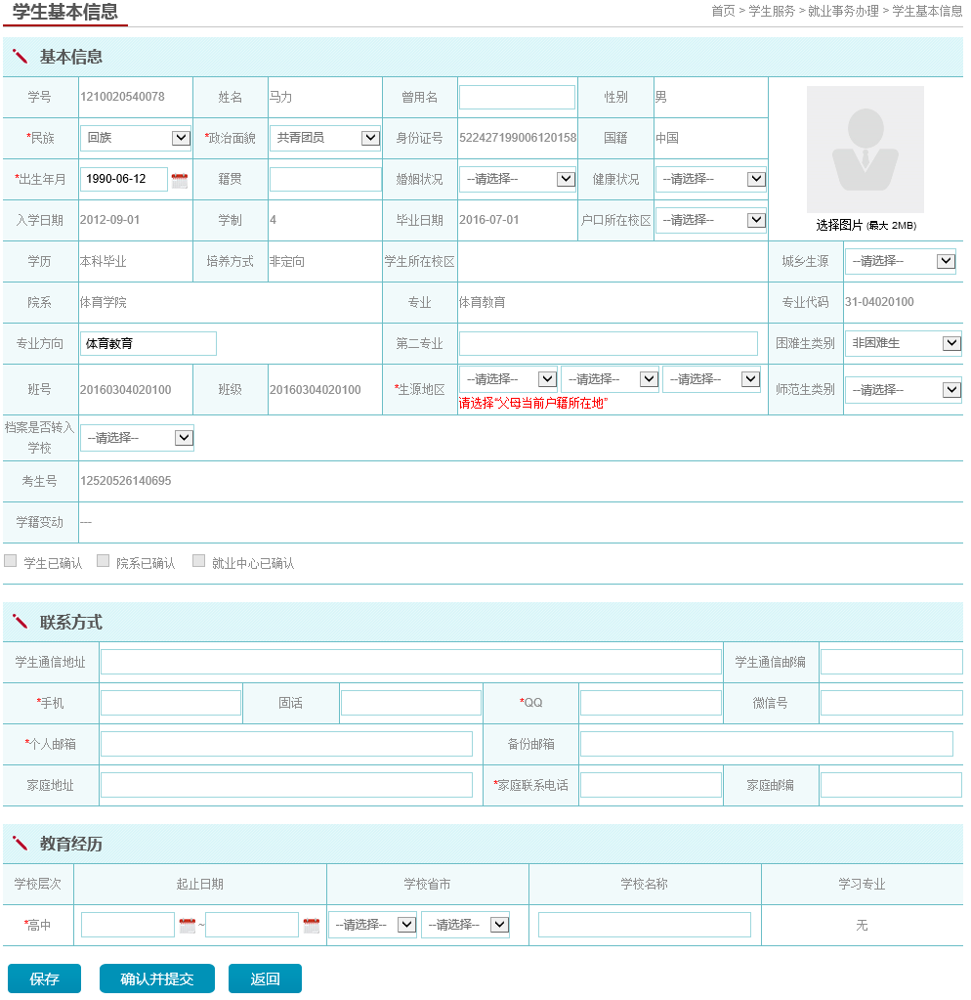 学生基本信息
首页 > 学生服务 > 就业事务办理 > 学生基本信息
基本信息
学号 1210020540078 姓名 马力 曾用名 性别 男
*民族 回族 *政治面貌 共青团员 身份证号 522427199006120158 国籍 中国
*出生年月 1990-06-12 籍贯 婚姻状况 --请选择-- 健康状况 --请选择--
入学日期 2012-09-01 学制 4 毕业日期 2016-07-01 户口所在校区 --请选择--
选择图片 (最大 2MB)
学历 本科毕业 培养方式 非定向 学生所在校区 城乡生源 --请选择--
院系 体育学院 专业 体育教育 专业代码 31-04020100
专业方向 体育教育 第二专业 困难生类别 非困难生
班号 20160304020100 班级 20160304020100 *生源地区 --请选择-- --请选择-- --请选择-- 师范生类别 --请选择--
请选择“父母当前户籍所在地”
档案是否转入
学校 --请选择--
考生号 12520526140695
学籍变动 ---
学生已确认 院系已确认 就业中心已确认
联系方式
学生通信地址 学生通信邮编
*手机 固话 *QQ 微信号
*个人邮箱 备份邮箱
家庭地址 *家庭联系电话 家庭邮编
教育经历
学校层次 起止日期 学校省市 学校名称 学习专业
*高中 ~ --请选择-- --请选择-- 无
保存 确认并提交 返回